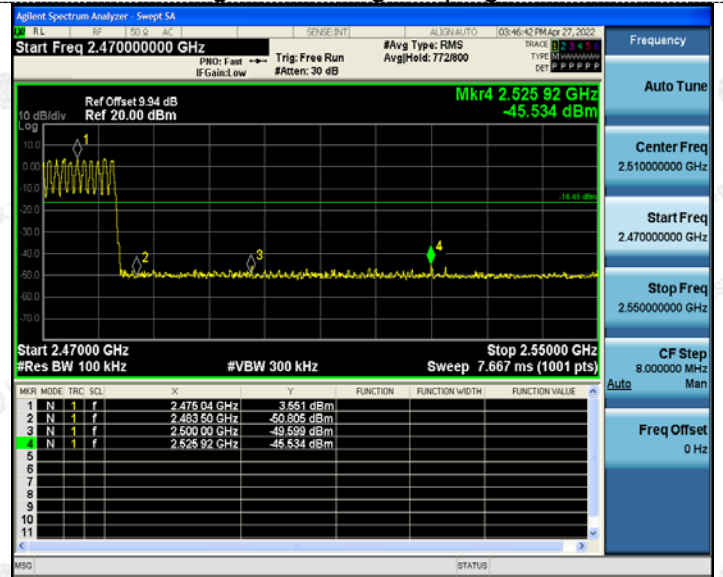 Agilent Spectrum Analyzer - Swept SA
RL RF 50 Ω AC SENSE:INT ALIGN AUTO 03:46:42 PM Apr 27, 2022
Start Freq 2.470000000 GHz
PNO: Fast
IFGain:Low
Trig: Free Run
#Atten: 30 dB
#Avg Type: RMS
Avg|Hold: 772/800
TRACE 1 2 3 4 5 6
TYPE M
DET P P P P P P
Mkr4 2.525 92 GHz
-45.534 dBm
Ref Offset 9.94 dB
10 dB/div Ref 20.00 dBm
Log
10.0
0.00
-10.0
-20.0
-30.0
-40.0
-50.0
-60.0
-70.0
1
2
3
4
-16.45 dBm
Start 2.47000 GHz Stop 2.55000 GHz
#Res BW 100 kHz #VBW 300 kHz Sweep 7.667 ms (1001 pts)
MKR MODE TRC SCL X Y FUNCTION FUNCTION WIDTH FUNCTION VALUE
1 N 1 f 2.475 04 GHz 3.551 dBm
2 N 1 f 2.483 50 GHz -50.805 dBm
3 N 1 f 2.500 00 GHz -49.599 dBm
4 N 1 f 2.525 92 GHz -45.534 dBm
5
6
7
8
9
10
11
MSG STATUS
Frequency
Auto Tune
Center Freq
2.510000000 GHz
Start Freq
2.470000000 GHz
Stop Freq
2.550000000 GHz
CF Step
8.000000 MHz
Auto Man
Freq Offset
0 Hz